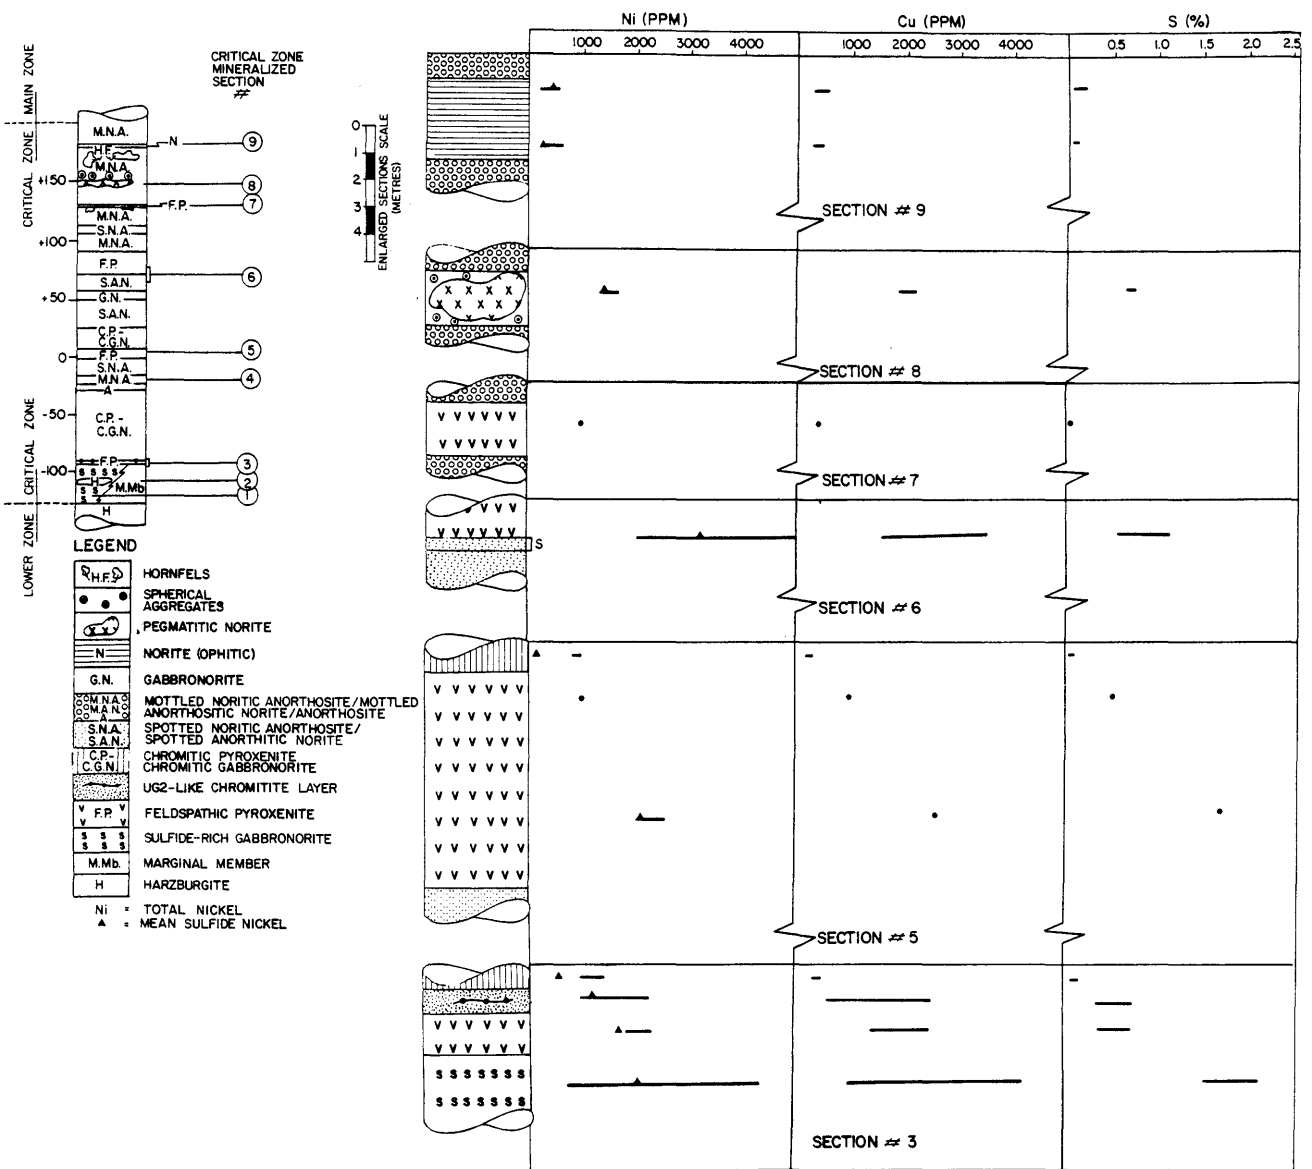 Ni (PPM) Cu (PPM) S (%)
1000 2000 3000 4000 1000 2000 3000 4000 0.5 1.0 1.5 2.0 2.5
CRITICAL ZONE
MINERALIZED
SECTION
#
MAIN ZONE
CRITICAL ZONE
CRITICAL ZONE
LOWER ZONE
M.N.A.
N 9
H.F.
M.N.A.
+150 8
F.P. 7
M.N.A.
S.N.A.
+100 M.N.A.
F.P.
6
S.A.N.
+50 G.N.
S.A.N.
C.P.-
C.G.N.
5
0 F.P.
S.N.A.
M.N.A. 4
A
-50 C.P.-
C.G.N.
F.P. 3
-100 S S S S
H 2
S S M.Mb
S 1
H
0
1
2
3
4
ENLARGED SECTIONS SCALE
(METRES)
SECTION # 9
X X X X
X X X X
X X
SECTION # 8
V V V V V V
V V V V V V
SECTION # 7
V V V V
V V V V V V
S
SECTION # 6
V V V V V V
V V V V V V
V V V V V V
V V V V V V
V V V V V V
V V V V V V
V V V V V V
V V V V V V
SECTION # 5
V V V V V V
V V V V V V
S S S S S S S
S S S S S S S
SECTION # 3
LEGEND
H.F. HORNFELS
SPHERICAL
AGGREGATES
X X PEGMATITIC NORITE
N NORITE (OPHITIC)
G.N. GABBRONORITE
M.N.A. MOTTLED NORITIC ANORTHOSITE/MOTTLED
M.A.N. ANORTHOSITIC NORITE/ANORTHOSITE
A
S.N.A. SPOTTED NORITIC ANORTHOSITE/
S.A.N. SPOTTED ANORTHITIC NORITE
C.P.- CHROMITIC PYROXENITE
C.G.N. CHROMITIC GABBRONORITE
UG2-LIKE CHROMITITE LAYER
V F.P. V FELDSPATHIC PYROXENITE
V V
S S S SULFIDE-RICH GABBRONORITE
S S S
M.Mb. MARGINAL MEMBER
H HARZBURGITE
Ni = TOTAL NICKEL
▲ = MEAN SULFIDE NICKEL